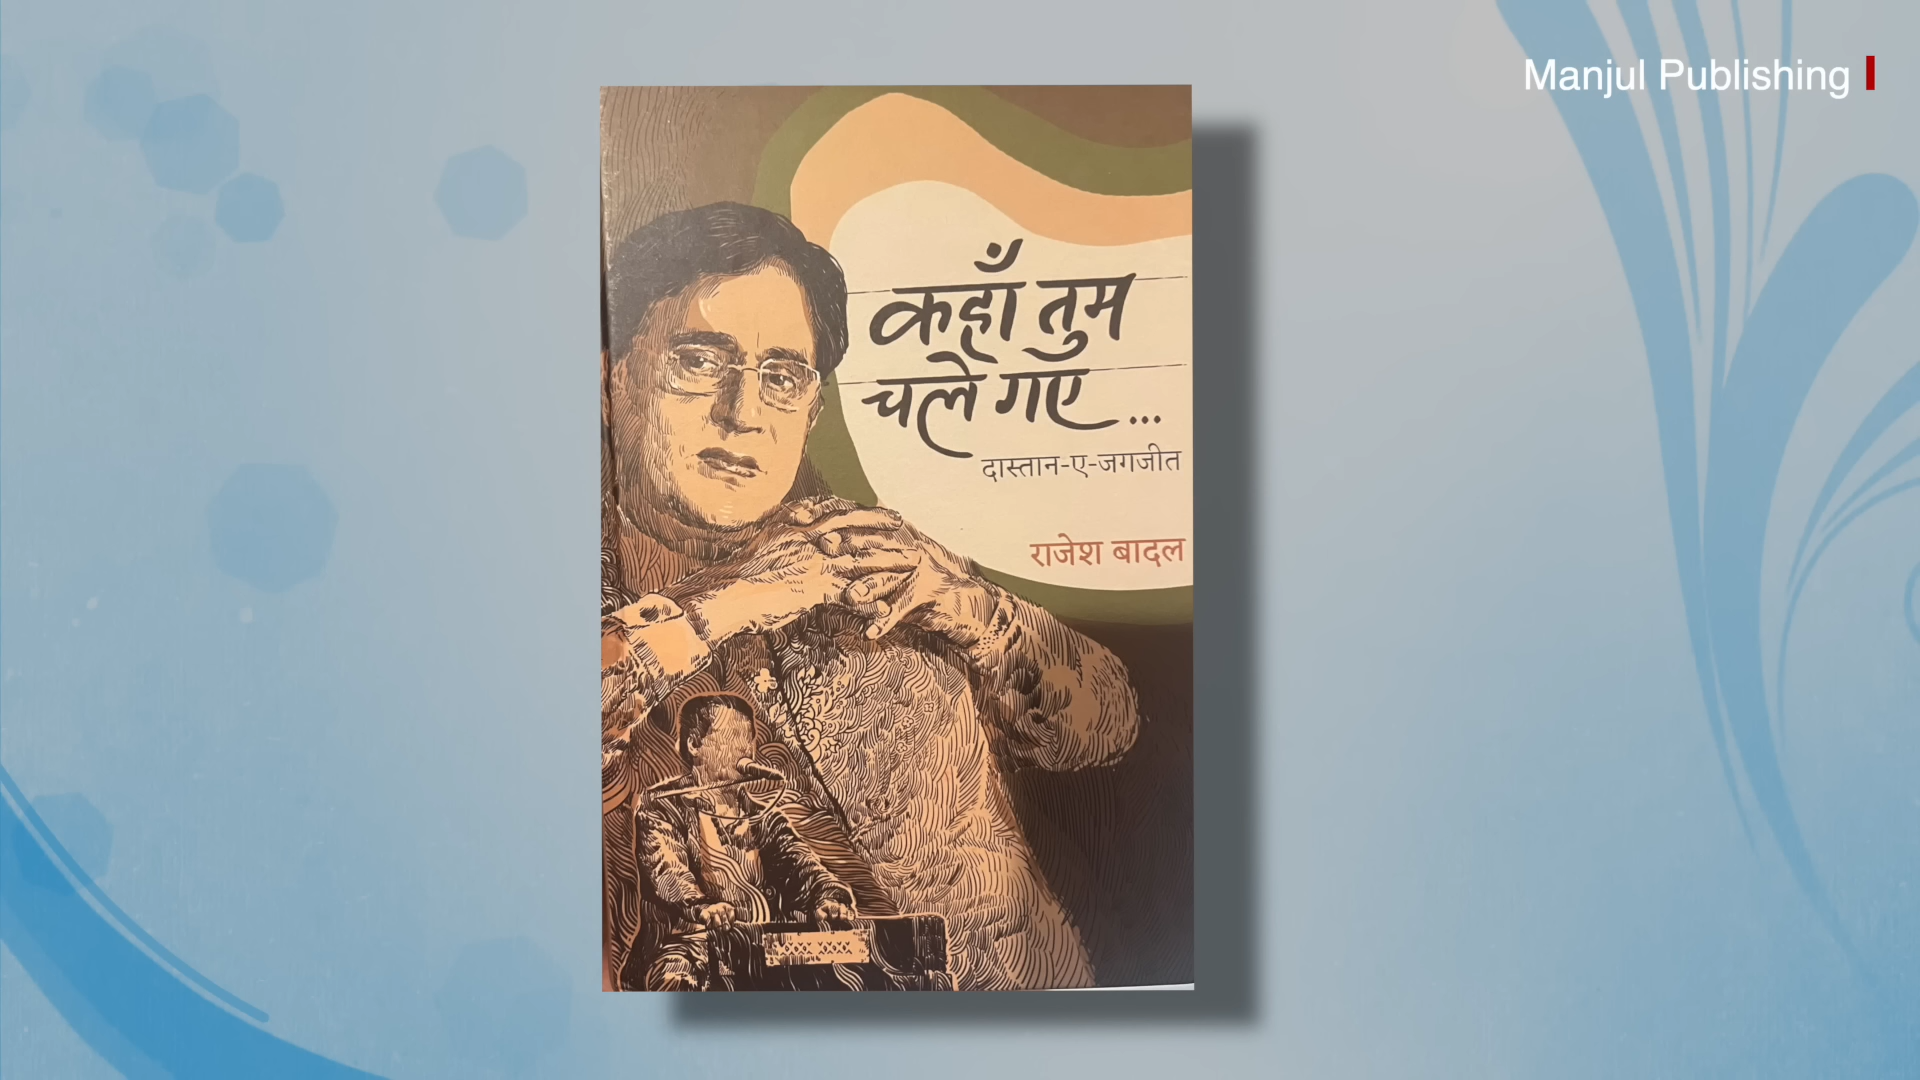 Manjul Publishing
कहाँ तुम
चले गए ...
दास्तान-ए-जगजीत
राजेश बादल